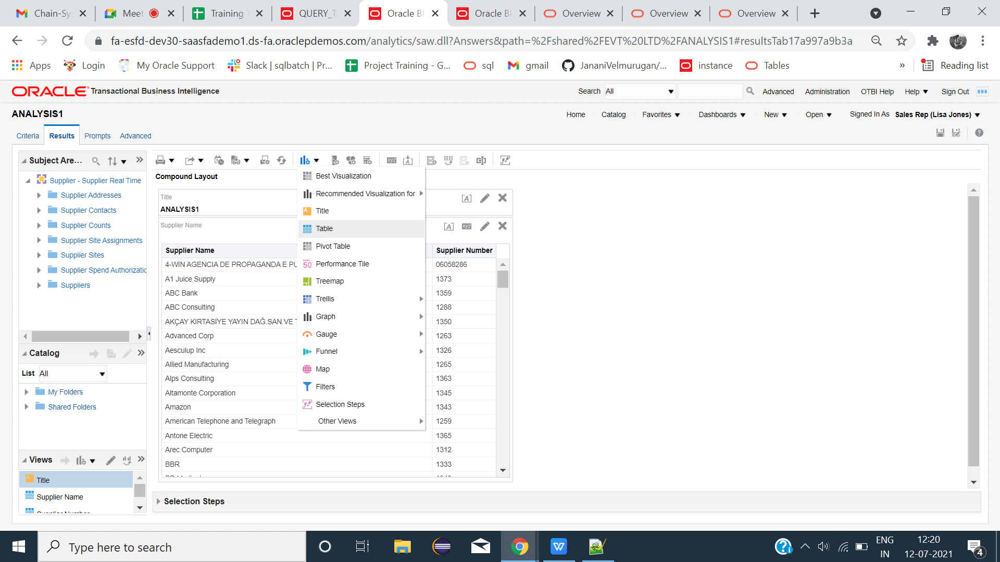 Chain-Sys
Meet
Training T
QUERY_Ta
Oracle BI
Oracle BI
Overview
Overview
Overview
fa-esfd-dev30-saasfademo1.ds-fa.oraclepdemos.com/analytics/saw.dll?Answers&path=%2Fshared%2FEVT%20LTD%2FANALYSIS1#resultsTab17a997a9b3a
Apps
Login
My Oracle Support
Slack | sqlbatch | Pr...
Project Training - G...
sql
gmail
JananiVelmurugan/...
instance
Tables
»
Reading list
ORACLE Transactional Business Intelligence
Search All
Advanced
Administration
OTBI Help
Help
Sign Out
ANALYSIS1
Home
Catalog
Favorites
Dashboards
New
Open
Signed In As Sales Rep (Lisa Jones)
Criteria
Results
Prompts
Advanced
Subject Are...
Supplier - Supplier Real Time
Supplier Addresses
Supplier Contacts
Supplier Counts
Supplier Site Assignments
Supplier Sites
Supplier Spend Authorizatio
Suppliers
Catalog
List All
My Folders
Shared Folders
Views
Title
Supplier Name
Compound Layout
Title
ANALYSIS1
Supplier Name
Supplier Name Supplier Number
4-WIN AGENCIA DE PROPAGANDA E PU 06058286
A1 Juice Supply 1373
ABC Bank 1359
ABC Consulting 1288
AKÇAY KIRTASİYE YAYIN DAĞ.SAN.VE T 1350
Advanced Corp 1263
Aesculup Inc 1326
Allied Manufacturing 1265
Alps Consulting 1363
Altamonte Corporation 1345
Amazon 1343
American Telephone and Telegraph 1259
Antone Electric 1365
Arec Computer 1312
BBR 1333
Best Visualization
Recommended Visualization for
Title
Table
Pivot Table
50 Performance Tile
Treemap
Trellis
Graph
Gauge
Funnel
Map
Filters
Selection Steps
Other Views
Selection Steps
Type here to search
ENG
IN
12:20
12-07-2021
4